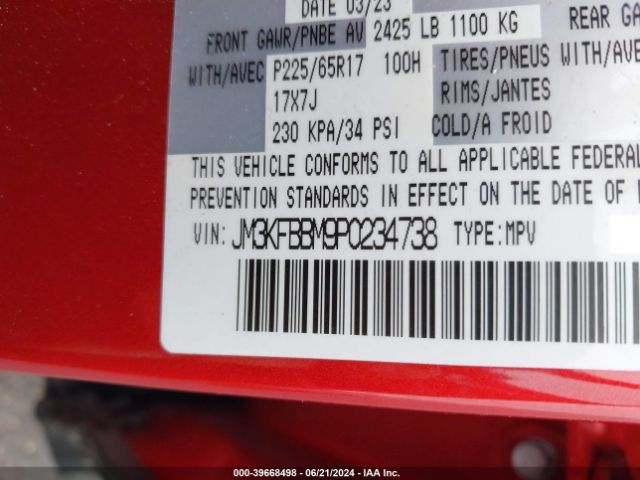 DATE 03/23
FRONT GAWR/PNBE AV 2425 LB 1100 KG REAR GA
WITH/AVEC P225/65R17 100H TIRES/PNEUS WITH/AVE
17X7J RIMS/JANTES
230 KPA/34 PSI COLD/A FROID
THIS VEHICLE CONFORMS TO ALL APPLICABLE FEDERAL
PREVENTION STANDARDS IN EFFECT ON THE DATE OF
VIN: JM3KFBBM9P0234738 TYPE:MPV
000-39668498 - 06/21/2024 - IAA Inc.